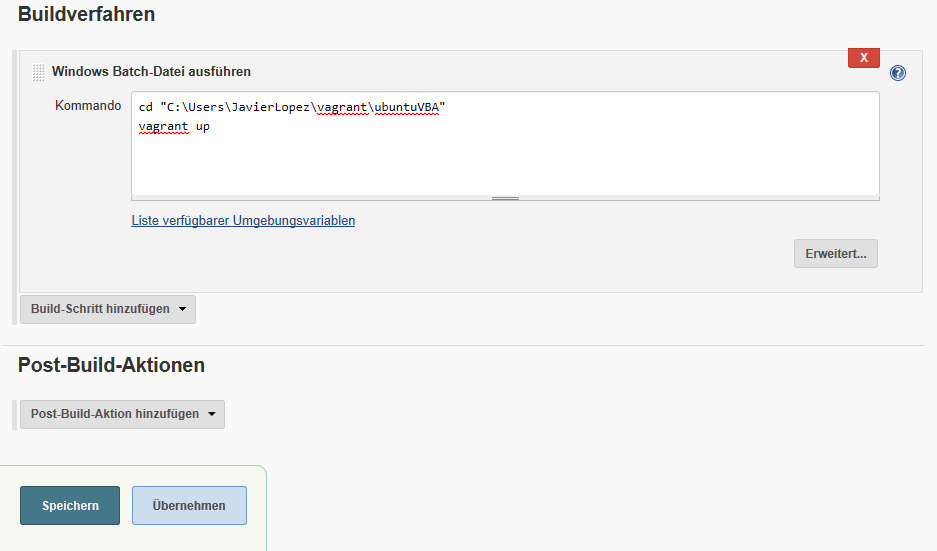 Buildverfahren
X
Windows Batch-Datei ausführen
?
Kommando
cd "C:\Users\JavierLopez\vagrant\ubuntuVBA"
vagrant up
Liste verfügbarer Umgebungsvariablen
Erweitert...
Build-Schritt hinzufügen
Post-Build-Aktionen
Post-Build-Aktion hinzufügen
Speichern
Übernehmen